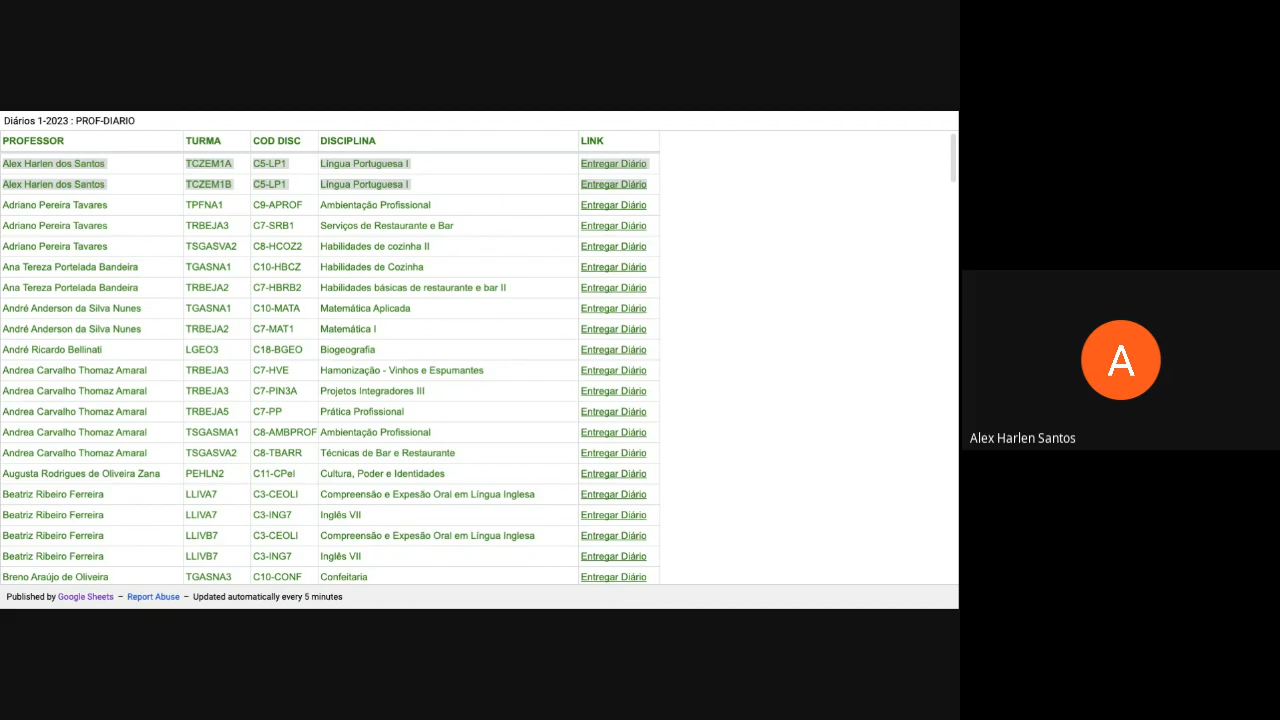 Diários 1-2023 : PROF-DIARIO
PROFESSOR TURMA COD DISC DISCIPLINA LINK
Alex Harlen dos Santos TCZEM1A C5-LP1 Língua Portuguesa I Entregar Diário
Alex Harlen dos Santos TCZEM1B C5-LP1 Língua Portuguesa I Entregar Diário
Adriano Pereira Tavares TPFNA1 C9-APROF Ambientação Profissional Entregar Diário
Adriano Pereira Tavares TRBEJA3 C7-SRB1 Serviços de Restaurante e Bar Entregar Diário
Adriano Pereira Tavares TSGASVA2 C8-HCOZ2 Habilidades de cozinha II Entregar Diário
Ana Tereza Portelada Bandeira TGASNA1 C10-HBCZ Habilidades de Cozinha Entregar Diário
Ana Tereza Portelada Bandeira TRBEJA2 C7-HBRB2 Habilidades básicas de restaurante e bar II Entregar Diário
André Anderson da Silva Nunes TGASNA1 C10-MATA Matemática Aplicada Entregar Diário
André Anderson da Silva Nunes TRBEJA2 C7-MAT1 Matemática I Entregar Diário
André Ricardo Bellinati LGEO3 C18-BGEO Biogeografia Entregar Diário
Andrea Carvalho Thomaz Amaral TRBEJA3 C7-HVE Hamonização - Vinhos e Espumantes Entregar Diário
Andrea Carvalho Thomaz Amaral TRBEJA3 C7-PIN3A Projetos Integradores III Entregar Diário
Andrea Carvalho Thomaz Amaral TRBEJA5 C7-PP Prática Profissional Entregar Diário
Andrea Carvalho Thomaz Amaral TSGASMA1 C8-AMBPROF Ambientação Profissional Entregar Diário
Andrea Carvalho Thomaz Amaral TSGASVA2 C8-TBARR Técnicas de Bar e Restaurante Entregar Diário
Augusta Rodrigues de Oliveira Zana PEHLN2 C11-CPeI Cultura, Poder e Identidades Entregar Diário
Beatriz Ribeiro Ferreira LLIVA7 C3-CEOLI Compreensão e Expesão Oral em Língua Inglesa Entregar Diário
Beatriz Ribeiro Ferreira LLIVA7 C3-ING7 Inglês VII Entregar Diário
Beatriz Ribeiro Ferreira LLIVB7 C3-CEOLI Compreensão e Expesão Oral em Língua Inglesa Entregar Diário
Beatriz Ribeiro Ferreira LLIVB7 C3-ING7 Inglês VII Entregar Diário
Breno Araújo de Oliveira TGASNA3 C10-CONF Confeitaria Entregar Diário
Published by Google Sheets – Report Abuse – Updated automatically every 5 minutes
A
Alex Harlen Santos